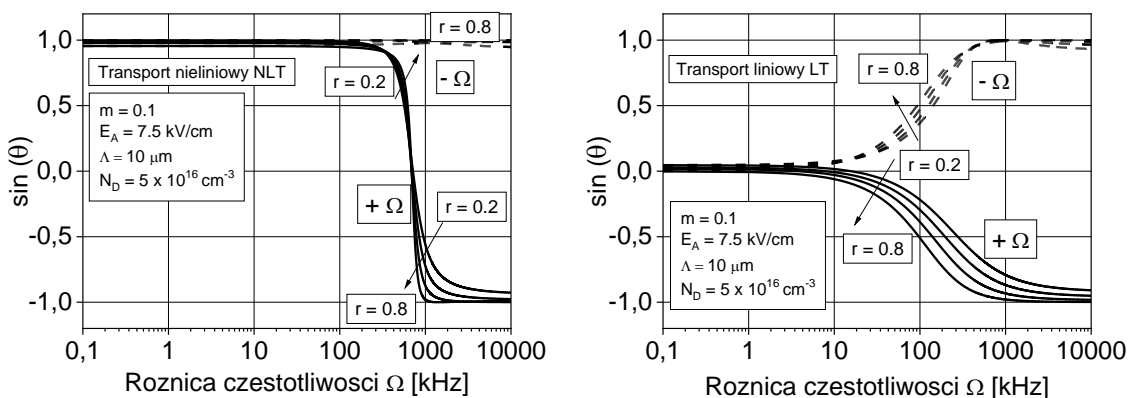 1,0
0,5
0,0
-0,5
-1,0
sin (θ)
r = 0.8
Transport nieliniowy NLT
r = 0.2
- Ω
m = 0.1
E_A = 7.5 kV/cm
Λ = 10 μm
N_D = 5 x 10^16 cm^-3
+ Ω
r = 0.2
r = 0.8
0,1 1 10 100 1000 10000
Roznica czestotliwosci Ω [kHz]
1,0
0,5
0,0
-0,5
-1,0
sin (θ)
Transport liniowy LT
r = 0.8
- Ω
r = 0.2
m = 0.1
E_A = 7.5 kV/cm
Λ = 10 μm
N_D = 5 x 10^16 cm^-3
r = 0.8
+ Ω
0,1 1 10 100 1000 10000
Roznica czestotliwosci Ω [kHz]